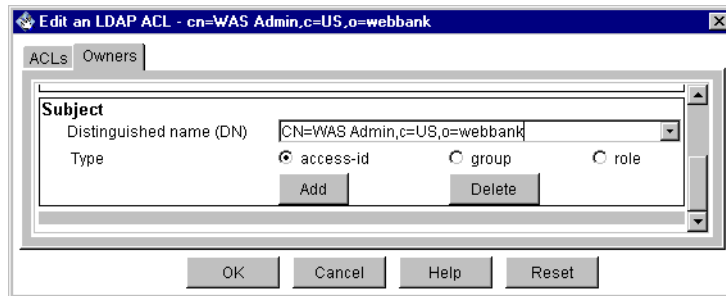 Edit an LDAP ACL - cn=WAS Admin,c=US,o=webbank
ACLs Owners
Subject
Distinguished name (DN) CN=WAS Admin,c=US,o=webbank
Type access-id group role
Add Delete
OK Cancel Help Reset